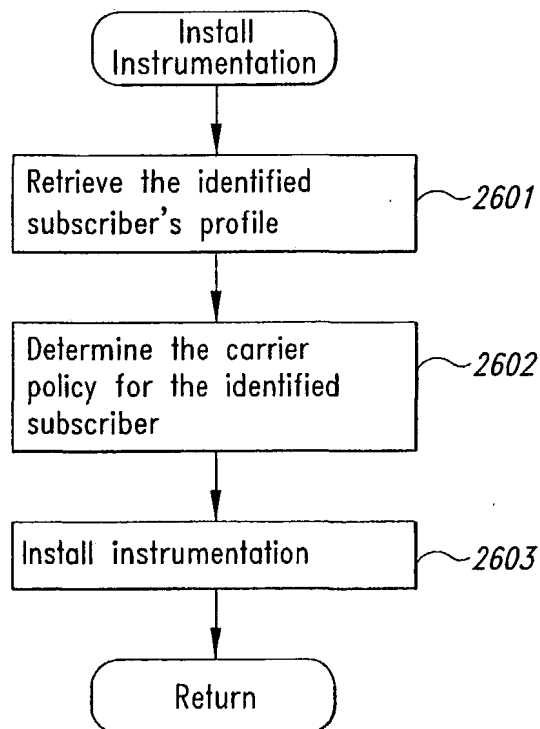 Install
Instrumentation
Retrieve the identified
subscriber's profile
2601
Determine the carrier
policy for the identified
subscriber
2602
Install instrumentation
2603
Return